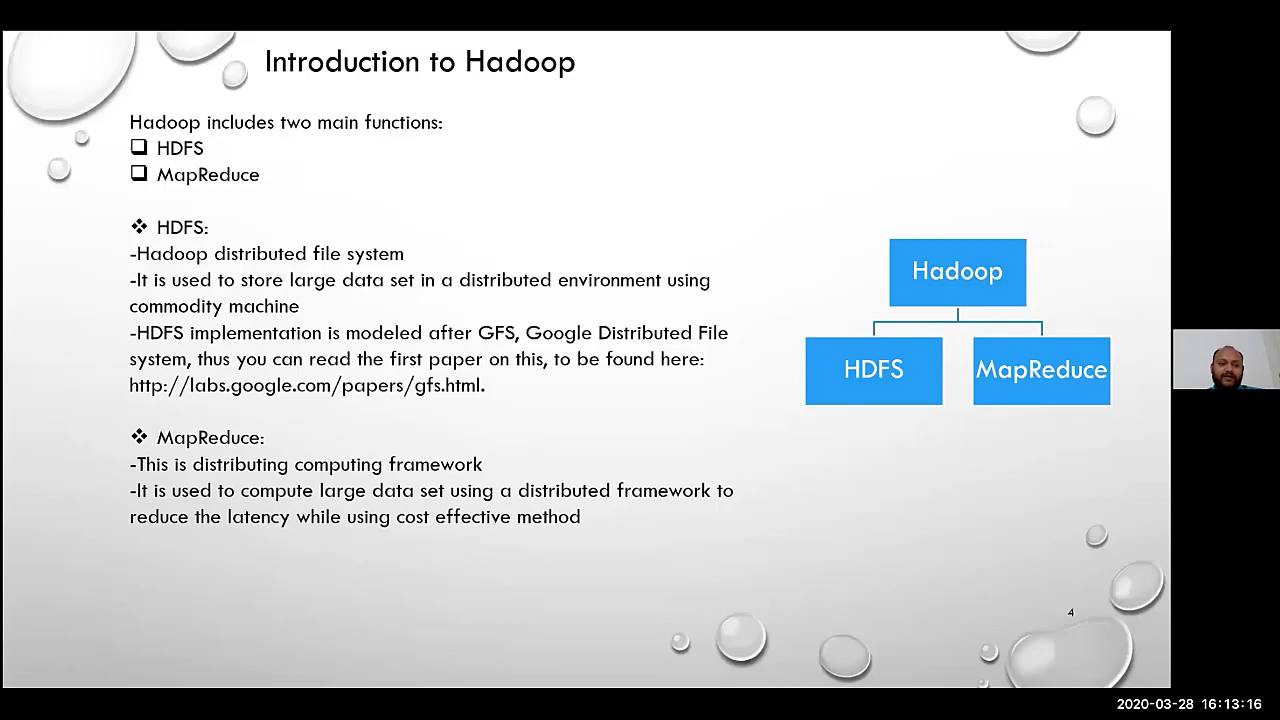 Introduction to Hadoop
Hadoop includes two main functions:
HDFS
MapReduce
HDFS:
-Hadoop distributed file system
-It is used to store large data set in a distributed environment using
commodity machine
-HDFS implementation is modeled after GFS, Google Distributed File
system, thus you can read the first paper on this, to be found here:
http://labs.google.com/papers/gfs.html.
MapReduce:
-This is distributing computing framework
-It is used to compute large data set using a distributed framework to
reduce the latency while using cost effective method
Hadoop
HDFS
MapReduce
4
2020-03-28 16:13:16